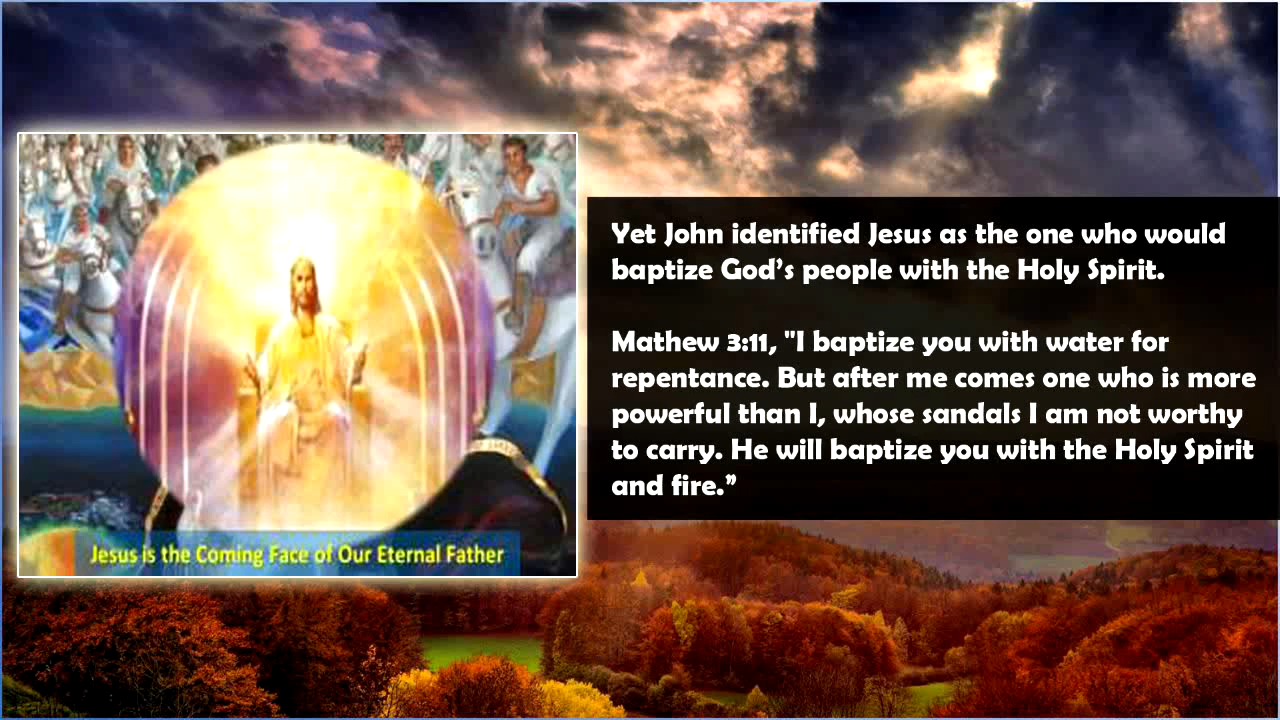 Yet John identified Jesus as the one who would
baptize God’s people with the Holy Spirit.
Mathew 3:11, "I baptize you with water for
repentance. But after me comes one who is more
powerful than I, whose sandals I am not worthy
to carry. He will baptize you with the Holy Spirit
and fire.”
Jesus is the Coming Face of Our Eternal Father